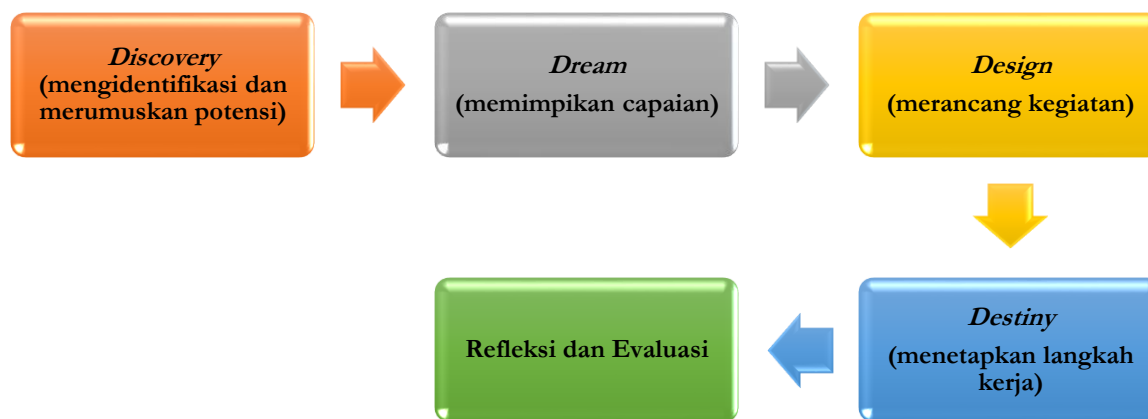 Discovery
(mengidentifikasi dan
merumuskan potensi)
Dream
(memimpikan capaian)
Design
(merancang kegiatan)
Destiny
(menetapkan langkah
kerja)
Refleksi dan Evaluasi